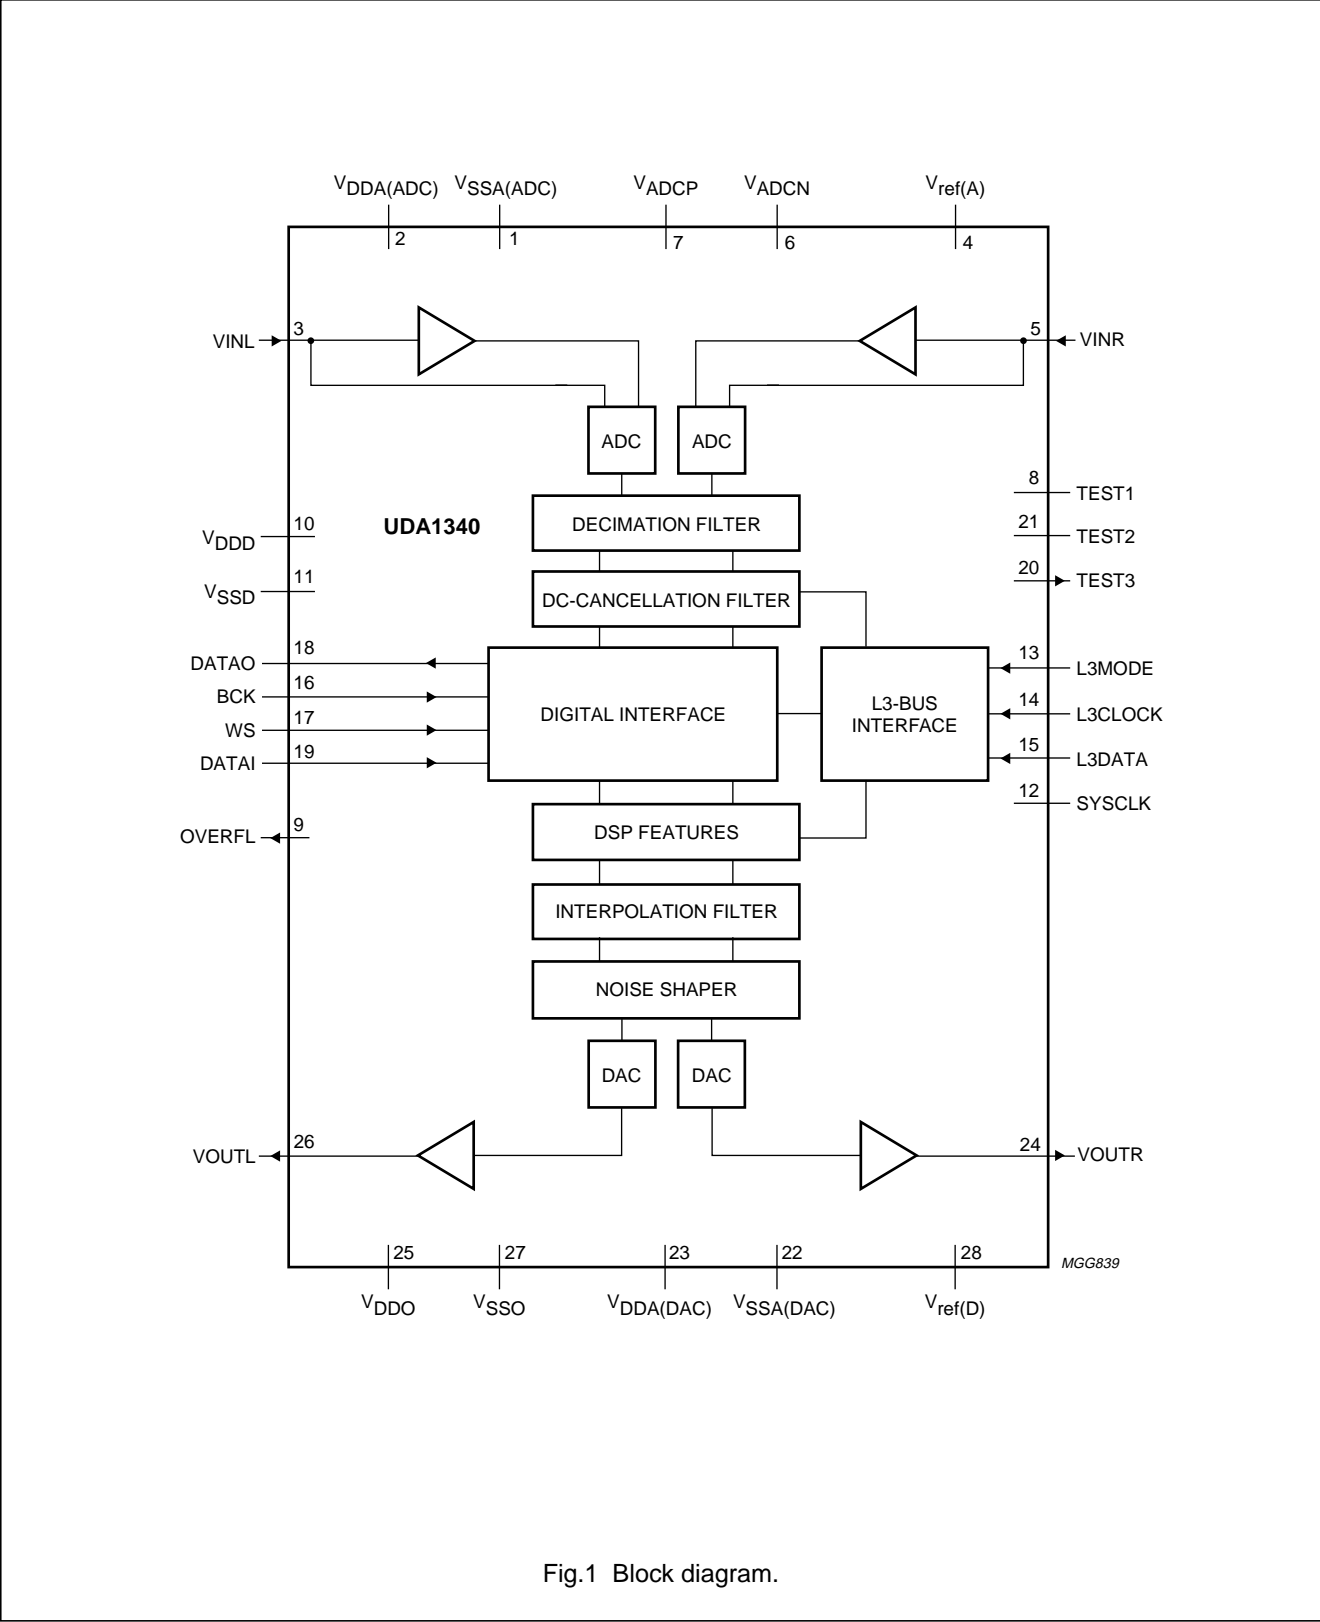 VDDA(ADC) VSSA(ADC) VADCP VADCN Vref(A)
2 1 7 6 4
VINL 3 5 VINR
ADC ADC
8 TEST1
DECIMATION FILTER
UDA1340
VDDD 10 21 TEST2
VSSD 11 20 TEST3
DC-CANCELLATION FILTER
DATAO 18 13 L3MODE
BCK 16
DIGITAL INTERFACE
L3-BUS
INTERFACE
14 L3CLOCK
WS 17
DATAI 19 15 L3DATA
12 SYSCLK
OVERFL 9
DSP FEATURES
INTERPOLATION FILTER
NOISE SHAPER
DAC DAC
VOUTL 26 24 VOUTR
25 27 23 22 28
MGG839
VDDO VSSO VDDA(DAC) VSSA(DAC) Vref(D)
Fig.1 Block diagram.